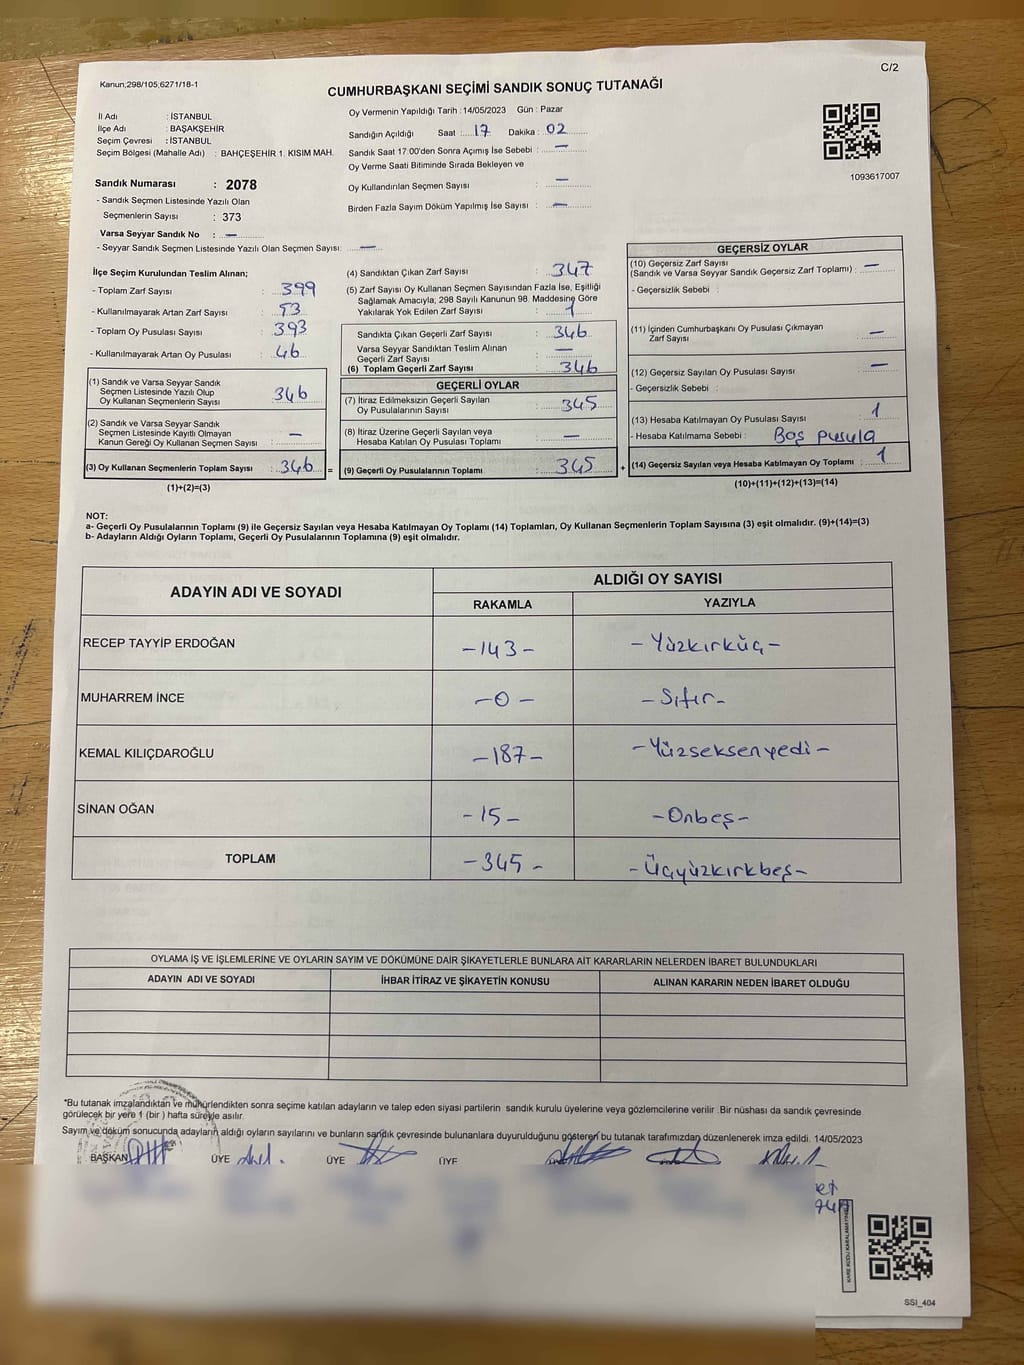 Kanun,298/105,6271/18-1
C/2
CUMHURBAŞKANI SEÇİMİ SANDIK SONUÇ TUTANAĞI
İl Adı : İSTANBUL
İlçe Adı : BAŞAKŞEHİR
Seçim Çevresi : İSTANBUL
Seçim Bölgesi (Mahalle Adı) : BAHÇEŞEHİR 1. KISIM MAH.
Sandık Numarası : 2078
- Sandık Seçmen Listesinde Yazılı Olan
Seçmenlerin Sayısı : 373
Varsa Seyyar Sandık No : —
- Seyyar Sandık Seçmen Listesinde Yazılı Olan Seçmen Sayısı: —
Oy Vermenin Yapıldığı Tarih : 14/05/2023 Gün : Pazar
Sandığın Açıldığı Saat : 17 Dakika : 02
Sandık Saat 17:00'den Sonra Açımış İse Sebebi : —
Oy Verme Saati Bitiminde Sırada Bekleyen ve
Oy Kullandırılan Seçmen Sayısı : —
Birden Fazla Sayım Döküm Yapılmış İse Sayısı : —
1093617007
İlçe Seçim Kurulundan Teslim Alınan;
- Toplam Zarf Sayısı : 399
- Kullanılmayarak Artan Zarf Sayısı : 53
- Toplam Oy Pusulası Sayısı : 393
- Kullanılmayarak Artan Oy Pusulası : 46
(1) Sandık ve Varsa Seyyar Sandık
Seçmen Listesinde Yazılı Olup
Oy Kullanan Seçmenlerin Sayısı : 346
(2) Sandık ve Varsa Seyyar Sandık
Seçmen Listesinde Kayıtlı Olmayan
Kanun Gereği Oy Kullanan Seçmen Sayısı : —
(3) Oy Kullanan Seçmenlerin Toplam Sayısı : 346 =
(1)+(2)=(3)
(4) Sandıktan Çıkan Zarf Sayısı : 347
(5) Zarf Sayısı Oy Kullanan Seçmen Sayısından Fazla İse, Eşitliği
Sağlamak Amacıyla, 298 Sayılı Kanunun 98. Maddesine Göre
Yakılarak Yok Edilen Zarf Sayısı : 1
Sandıkta Çıkan Geçerli Zarf Sayısı : 346
Varsa Seyyar Sandıktan Teslim Alınan
Geçerli Zarf Sayısı : —
(6) Toplam Geçerli Zarf Sayısı : 346
GEÇERLİ OYLAR
(7) İtiraz Edilmeksizin Geçerli Sayılan
Oy Pusulalarının Sayısı : 345
(8) İtiraz Üzerine Geçerli Sayılan veya
Hesaba Katılan Oy Pusulası Toplamı : —
(9) Geçerli Oy Pusulalarının Toplamı : 345 +
GEÇERSİZ OYLAR
(10) Geçersiz Zarf Sayısı
(Sandık ve Varsa Seyyar Sandık Geçersiz Zarf Toplamı) : —
- Geçersizlik Sebebi :
(11) İçinden Cumhurbaşkanı Oy Pusulası Çıkmayan
Zarf Sayısı : —
(12) Geçersiz Sayılan Oy Pusulası Sayısı : —
- Geçersizlik Sebebi :
(13) Hesaba Katılmayan Oy Pusulası Sayısı : 1
- Hesaba Katılmama Sebebi : Boş pusula
(14) Geçersiz Sayılan veya Hesaba Katılmayan Oy Toplamı : 1
(10)+(11)+(12)+(13)=(14)
NOT:
a- Geçerli Oy Pusulalarının Toplamı (9) ile Geçersiz Sayılan veya Hesaba Katılmayan Oy Toplamı (14) Toplamları, Oy Kullanan Seçmenlerin Toplam Sayısına (3) eşit olmalıdır. (9)+(14)=(3)
b- Adayların Aldığı Oyların Toplamı, Geçerli Oy Pusulalarının Toplamına (9) eşit olmalıdır.
ADAYIN ADI VE SOYADI
ALDIĞI OY SAYISI
RAKAMLA YAZIYLA
RECEP TAYYİP ERDOĞAN -143- -Yüzkırküç-
MUHARREM İNCE -0- -Sıfır-
KEMAL KILIÇDAROĞLU -187- -Yüzseksenyedi-
SİNAN OĞAN -15- -Onbeş-
TOPLAM -345- -Üçyüzkırkbeş-
OYLAMA İŞ VE İŞLEMLERİNE VE OYLARIN SAYIM VE DÖKÜMÜNE DAİR ŞİKAYETLERLE BUNLARA AİT KARARLARIN NELERDEN İBARET BULUNDUKLARI
ADAYIN ADI VE SOYADI İHBAR İTİRAZ VE ŞİKAYETİN KONUSU ALINAN KARARIN NEDEN İBARET OLDUĞU
*Bu tutanak imzalandıktan ve mühürlendikten sonra seçime katılan adayların ve talep eden siyasi partilerin sandık kurulu üyelerine veya gözlemcilerine verilir .Bir nüshası da sandık çevresinde
görülecek bir yere 1 (bir ) hafta süreyle asılır.
Sayım ve döküm sonucunda adayların aldığı oyların sayılarını ve bunların sandık çevresinde bulunanlara duyurulduğunu gösteren bu tutanak tarafımızdan düzenlenerek imza edildi. 14/05/2023
BAŞKAN ÜYE ÜYE ÜYE
KARE KODU KARALAMAYINIZ
SSI_404